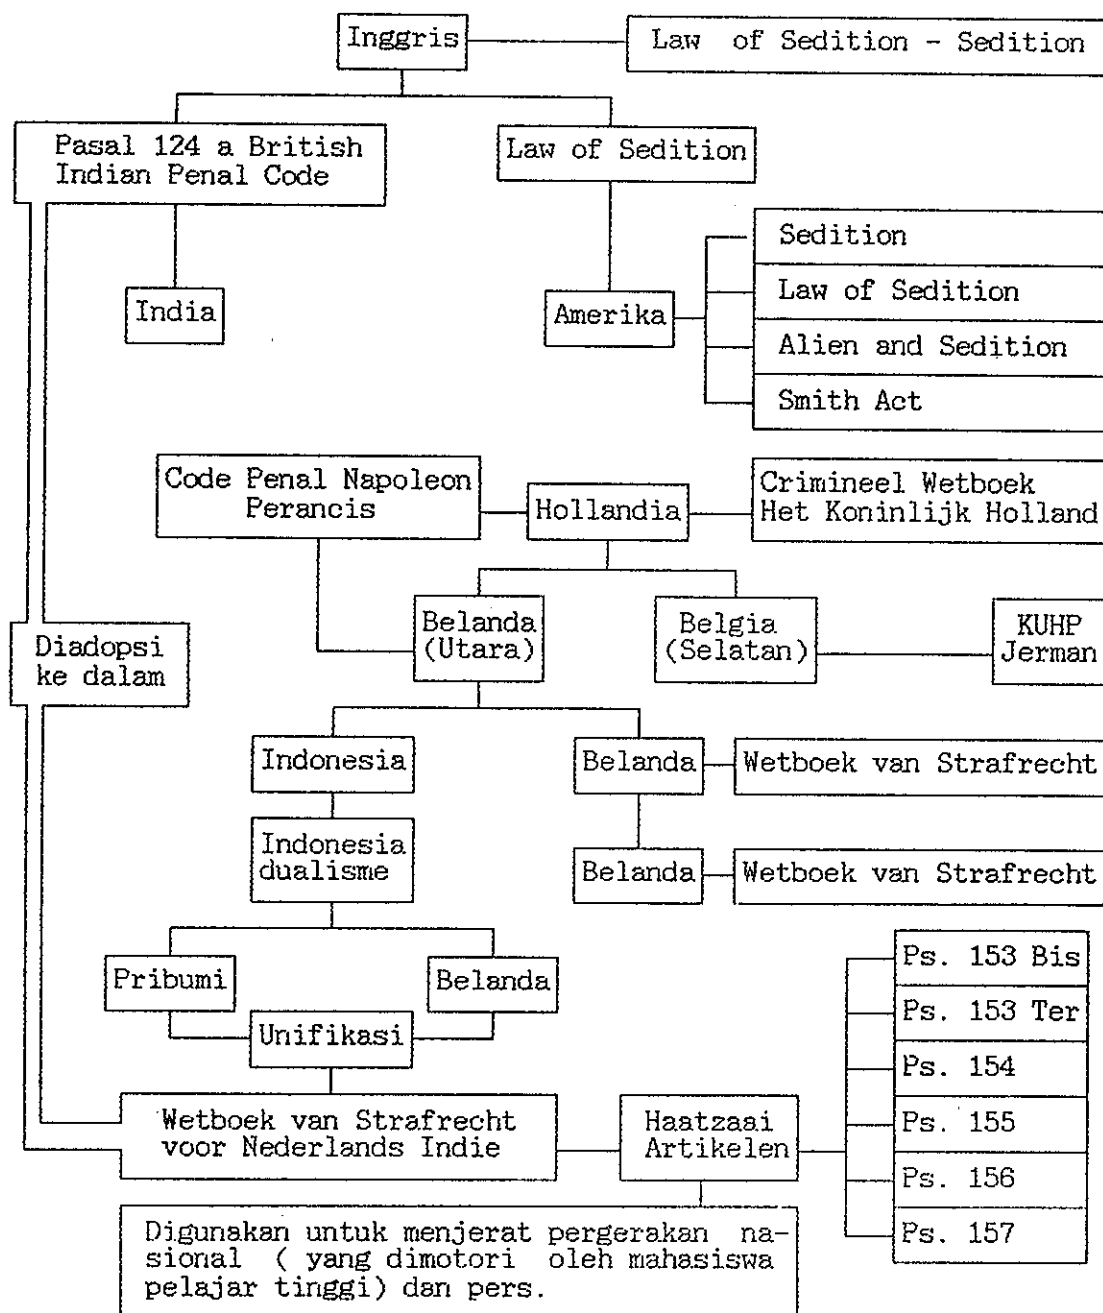 Inggris
Law of Sedition - Sedition
Pasal 124 a British
Indian Penal Code
Law of Sedition
Sedition
India
Amerika
Law of Sedition
Alien and Sedition
Smith Act
Code Penal Napoleon
Perancis
Hollandia
Crimineel Wetboek
Het Koninlijk Holland
Belanda
(Utara)
Belgia
(Selatan)
KUHP
Jerman
Diadopsi
ke dalam
Indonesia
Belanda
Wetboek van Strafrecht
Indonesia
dualisme
Belanda
Wetboek van Strafrecht
Pribumi
Belanda
Unifikasi
Wetboek van Strafrecht
voor Nederlands Indie
Haatzaai
Artikelen
Ps. 153 Bis
Ps. 153 Ter
Ps. 154
Ps. 155
Ps. 156
Ps. 157
Digunakan untuk menjerat pergerakan na-
sional ( yang dimotori oleh mahasiswa
pelajar tinggi) dan pers.